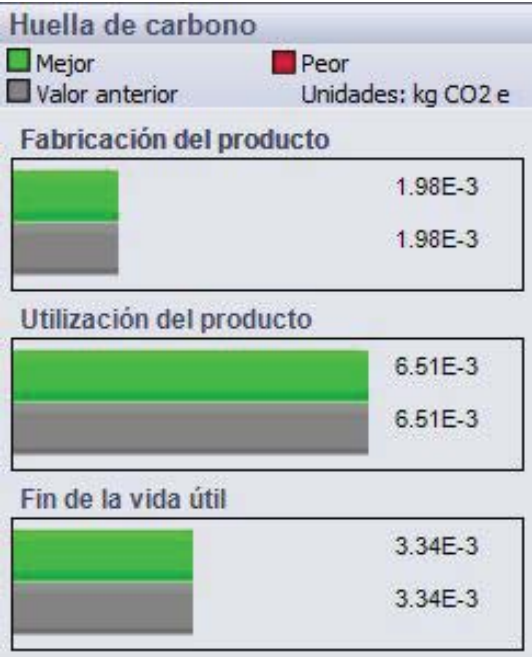 Huella de carbono
Mejor Peor
Valor anterior Unidades: kg CO2 e
Fabricación del producto
1.98E-3
1.98E-3
Utilización del producto
6.51E-3
6.51E-3
Fin de la vida útil
3.34E-3
3.34E-3